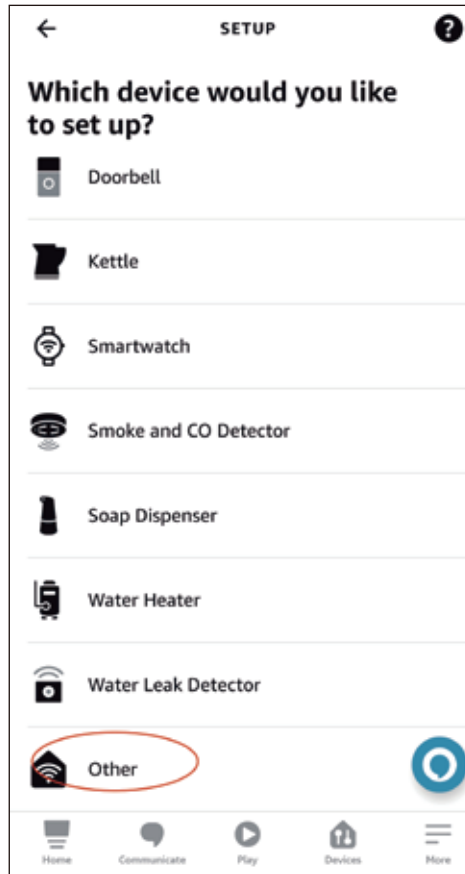 SETUP
?
Which device would you like
to set up?
Doorbell
Kettle
Smartwatch
Smoke and CO Detector
Soap Dispenser
Water Heater
Water Leak Detector
Other
Home Communicate Play Devices More